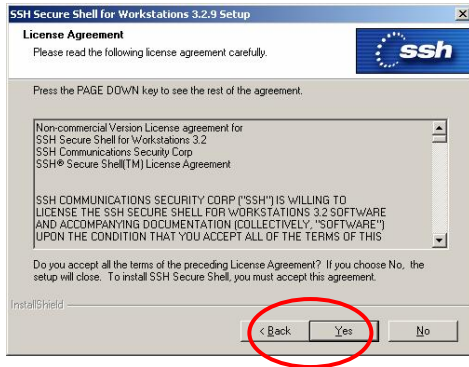 SSH Secure Shell for Workstations 3.2.9 Setup
License Agreement
Please read the following license agreement carefully.
ssh
Press the PAGE DOWN key to see the rest of the agreement.
Non-commercial Version License agreement for
SSH Secure Shell for Workstations 3.2
SSH Communications Security Corp
SSH® Secure Shell(TM) License Agreement
SSH COMMUNICATIONS SECURITY CORP ("SSH") IS WILLING TO
LICENSE THE SSH SECURE SHELL FOR WORKSTATIONS 3.2 SOFTWARE
AND ACCOMPANYING DOCUMENTATION (COLLECTIVELY, "SOFTWARE")
UPON THE CONDITION THAT YOU ACCEPT ALL OF THE TERMS OF THIS
Do you accept all the terms of the preceding License Agreement? If you choose No, the
setup will close. To install SSH Secure Shell, you must accept this agreement.
InstallShield
< Back Yes No